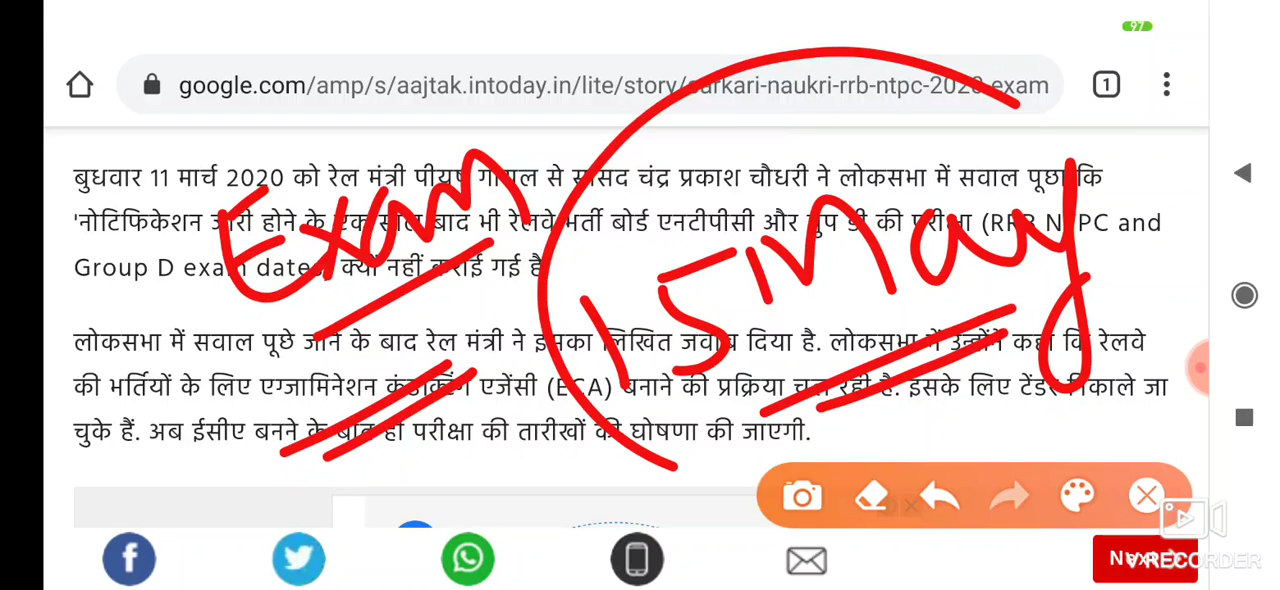 97
google.com/amp/s/aajtak.intoday.in/lite/story/sarkari-naukri-rrb-ntpc-2020-exam
1
बुधवार 11 मार्च 2020 को रेल मंत्री पीयूष गोयल से सांसद चंद्र प्रकाश चौधरी ने लोकसभा में सवाल पूछा कि
'नोटिफिकेशन जारी होने के एक साल बाद भी रेलवे भर्ती बोर्ड एनटीपीसी और ग्रुप डी की परीक्षा (RRB NTPC and
Group D exam dates) क्यों नहीं कराई गई है
Exam
15 May
लोकसभा में सवाल पूछे जाने के बाद रेल मंत्री ने इसका लिखित जवाब दिया है. लोकसभा में उन्होंने कहा कि रेलवे
की भर्तियों के लिए एग्जामिनेशन कंडक्टिंग एजेंसी (ECA) बनाने की प्रक्रिया चल रही है. इसके लिए टेंडर निकाले जा
चुके हैं. अब ईसीए बनने के बाद ही परीक्षा की तारीखों की घोषणा की जाएगी.
Next
V RECORDER